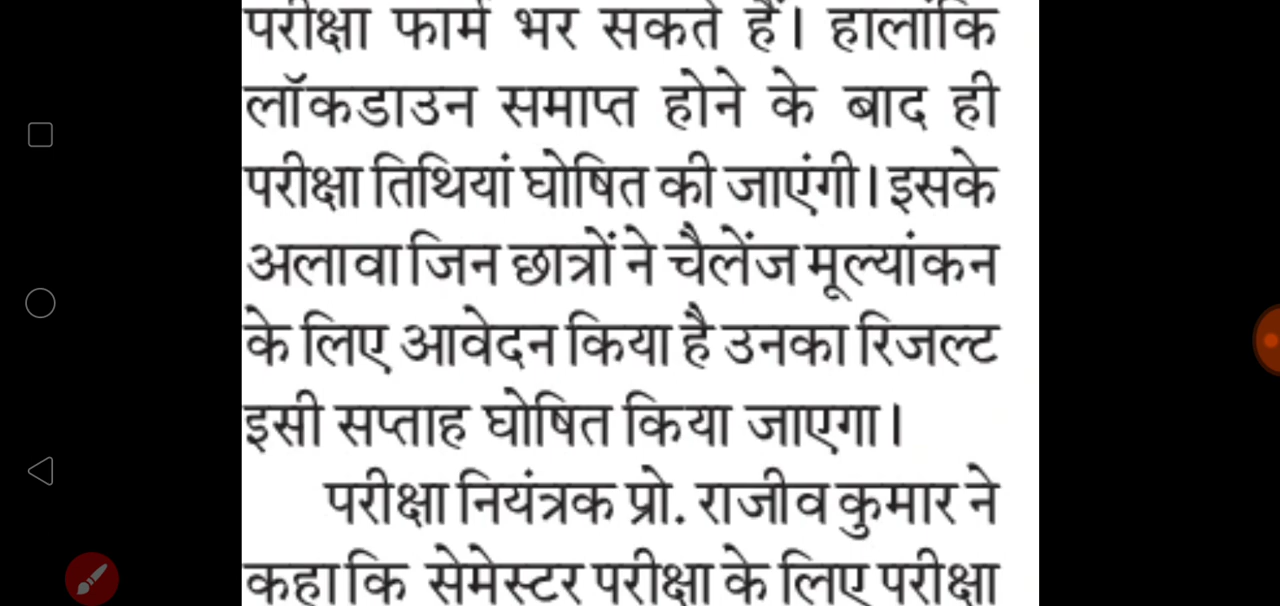 परीक्षा फार्म भर सकते हैं। हालांकि
लॉकडाउन समाप्त होने के बाद ही
परीक्षा तिथियां घोषित की जाएंगी। इसके
अलावा जिन छात्रों ने चैलेंज मूल्यांकन
के लिए आवेदन किया है उनका रिजल्ट
इसी सप्ताह घोषित किया जाएगा।
परीक्षा नियंत्रक प्रो. राजीव कुमार ने
कहा कि सेमेस्टर परीक्षा के लिए परीक्षा